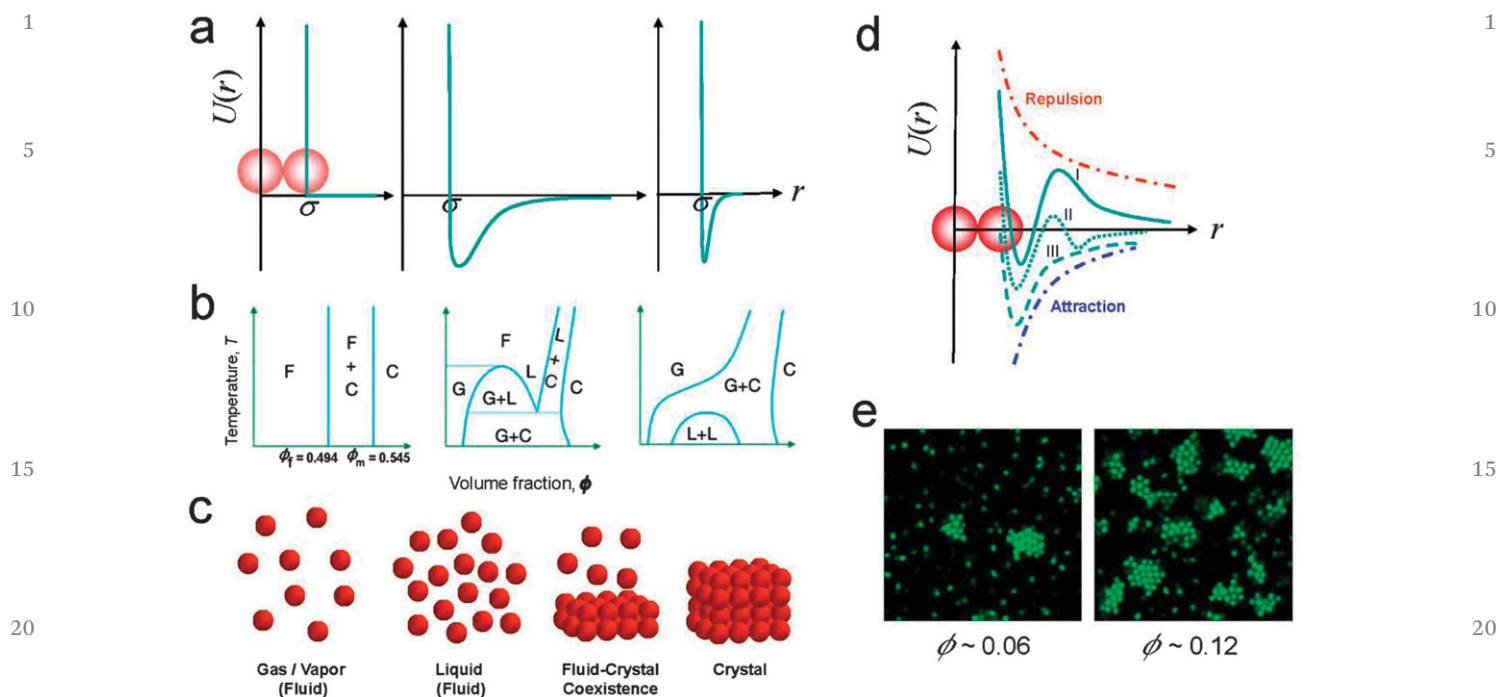 1
5
10
15
20
a
U(r)
σ
σ
σ
r
b
Temperature, T
F
F
+
C
C
ϕf = 0.494
ϕm = 0.545
F
G
G+L
L
L
+
C
C
G+C
G
G+C
C
L+L
Volume fraction, ϕ
c
Gas / Vapor
(Fluid)
Liquid
(Fluid)
Fluid-Crystal
Coexistence
Crystal
d
U(r)
Repulsion
I
II
III
r
Attraction
e
ϕ ~ 0.06
ϕ ~ 0.12
1
5
10
15
20